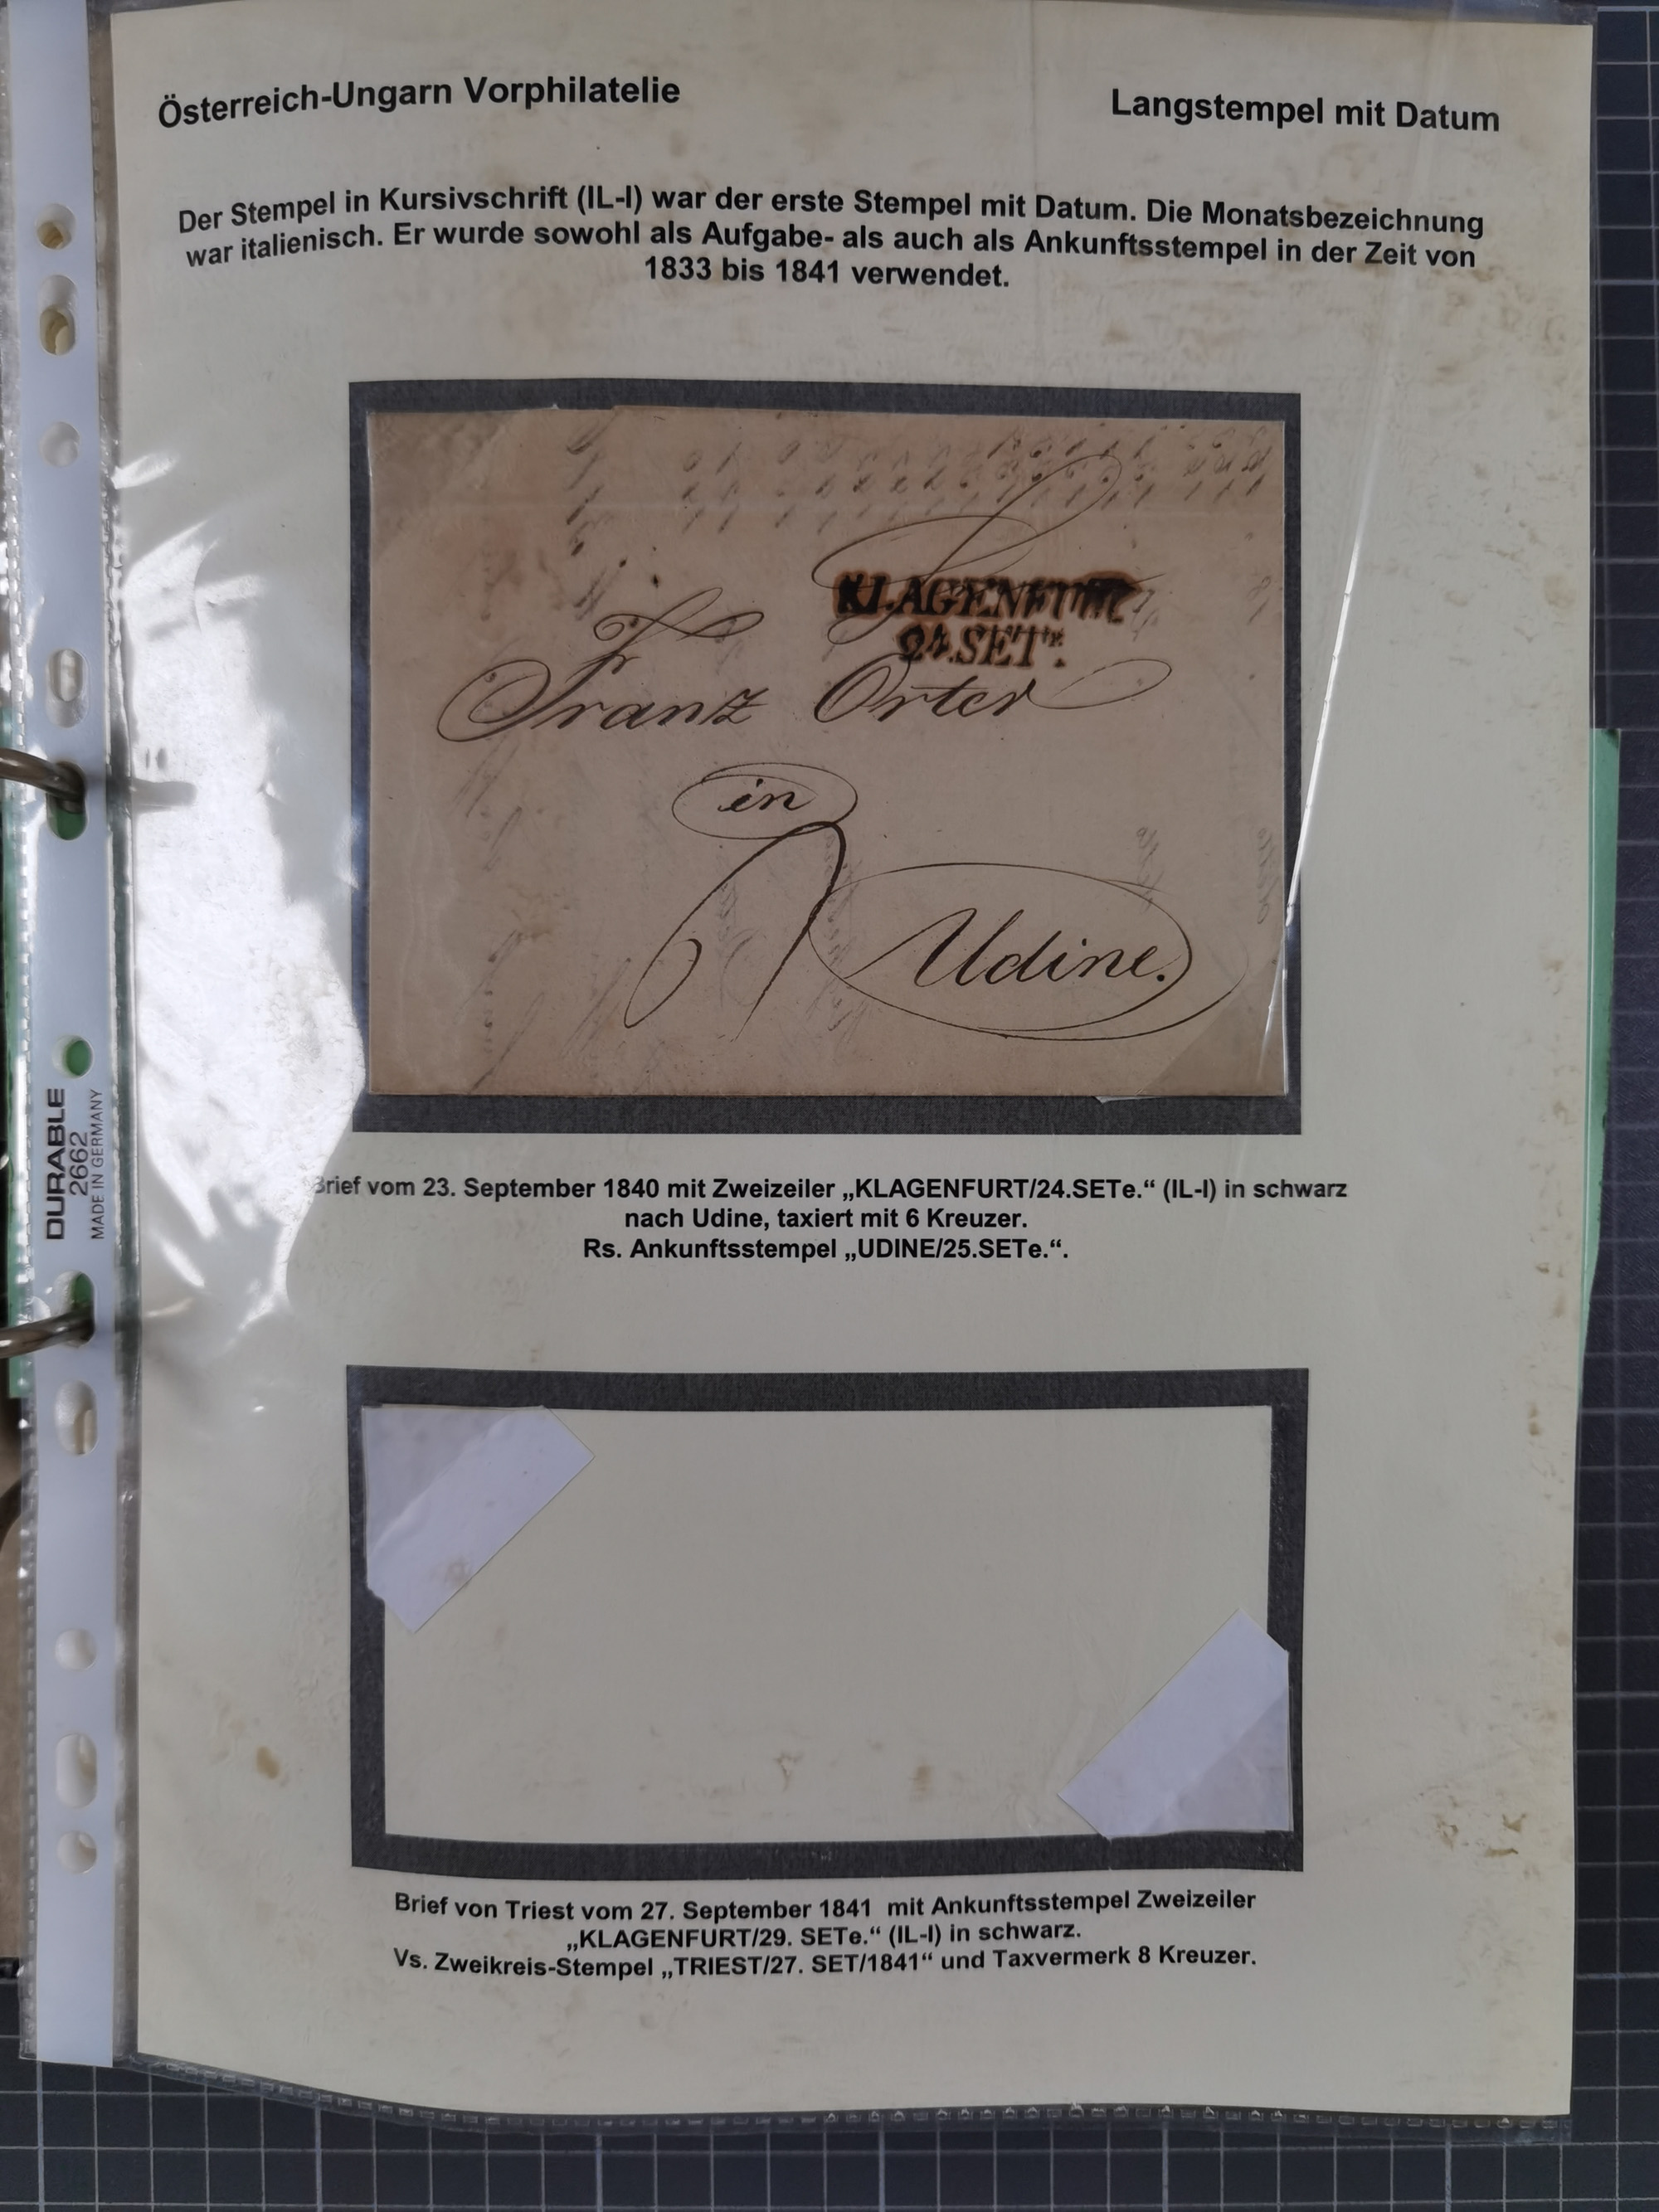 Österreich-Ungarn Vorphilatelie
Langstempel mit Datum
Der Stempel in Kursivschrift (IL-I) war der erste Stempel mit Datum. Die Monatsbezeichnung
war italienisch. Er wurde sowohl als Aufgabe- als auch als Ankunftsstempel in der Zeit von
1833 bis 1841 verwendet.
KLAGENFURT
24.SETe.
Franz Orter
in
6
Udine.
Brief vom 23. September 1840 mit Zweizeiler „KLAGENFURT/24.SETe.“ (IL-I) in schwarz
nach Udine, taxiert mit 6 Kreuzer.
Rs. Ankunftsstempel „UDINE/25.SETe.“.
Brief von Triest vom 27. September 1841 mit Ankunftsstempel Zweizeiler
„KLAGENFURT/29. SETe.“ (IL-I) in schwarz.
Vs. Zweikreis-Stempel „TRIEST/27. SET/1841“ und Taxvermerk 8 Kreuzer.
DURABLE
2662
MADE IN GERMANY